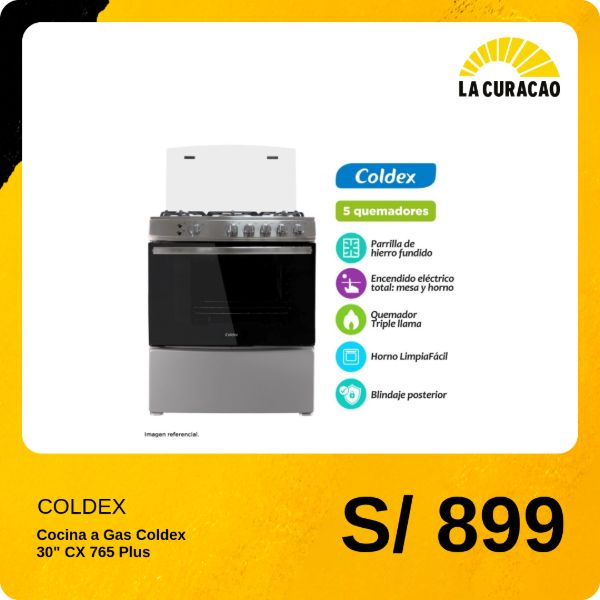 LA CURACAO
Coldex
5 quemadores
Parrilla de
hierro fundido
Encendido eléctrico
total: mesa y horno
Quemador
Triple llama
Horno LimpiaFácil
Blindaje posterior
Coldex
Imagen referencial.
COLDEX
Cocina a Gas Coldex
30" CX 765 Plus
S/ 899